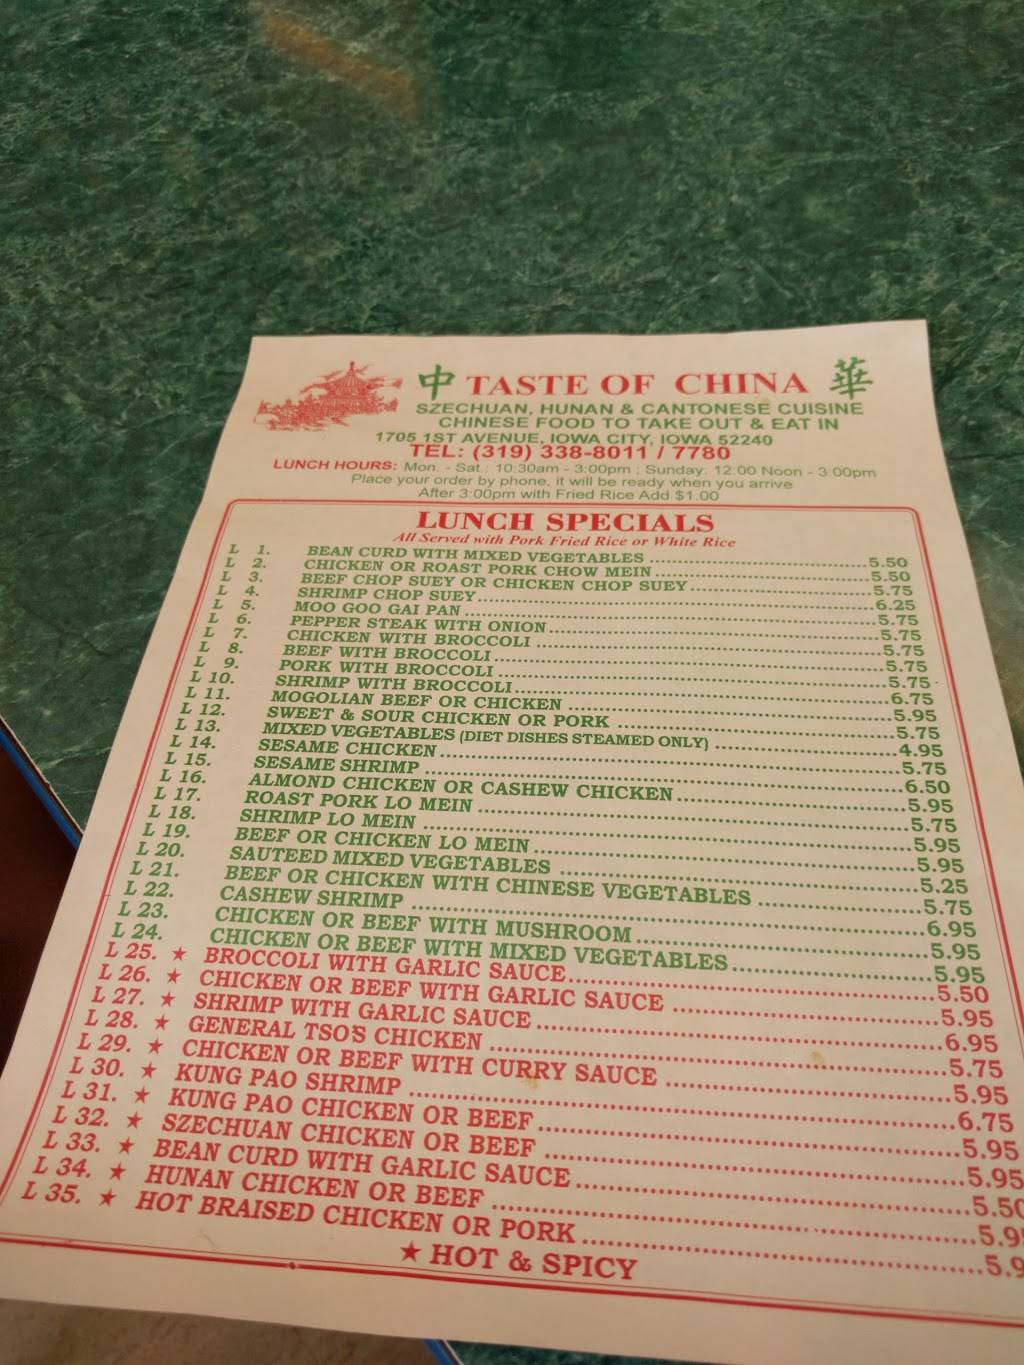 中 TASTE OF CHINA 華
SZECHUAN, HUNAN & CANTONESE CUISINE
CHINESE FOOD TO TAKE OUT & EAT IN
1705 1ST AVENUE, IOWA CITY, IOWA 52240
TEL: (319) 338-8011 / 7780
LUNCH HOURS: Mon. - Sat.: 10:30am - 3:00pm ; Sunday: 12:00 Noon - 3:00pm
Place your order by phone, it will be ready when you arrive
After 3:00pm with Fried Rice Add $1.00
LUNCH SPECIALS
All Served with Pork Fried Rice or White Rice
L 1. BEAN CURD WITH MIXED VEGETABLES 5.50
L 2. CHICKEN OR ROAST PORK CHOW MEIN 5.50
L 3. BEEF CHOP SUEY OR CHICKEN CHOP SUEY 5.75
L 4. SHRIMP CHOP SUEY 6.25
L 5. MOO GOO GAI PAN 5.75
L 6. PEPPER STEAK WITH ONION 5.75
L 7. CHICKEN WITH BROCCOLI 5.75
L 8. BEEF WITH BROCCOLI 5.75
L 9. PORK WITH BROCCOLI 5.75
L 10. SHRIMP WITH BROCCOLI 6.75
L 11. MOGOLIAN BEEF OR CHICKEN 5.95
L 12. SWEET & SOUR CHICKEN OR PORK 5.75
L 13. MIXED VEGETABLES (DIET DISHES STEAMED ONLY) 4.95
L 14. SESAME CHICKEN 5.75
L 15. SESAME SHRIMP 6.50
L 16. ALMOND CHICKEN OR CASHEW CHICKEN 5.95
L 17. ROAST PORK LO MEIN 5.75
L 18. SHRIMP LO MEIN 5.95
L 19. BEEF OR CHICKEN LO MEIN 5.95
L 20. SAUTEED MIXED VEGETABLES 5.25
L 21. BEEF OR CHICKEN WITH CHINESE VEGETABLES 5.75
L 22. CASHEW SHRIMP 6.95
L 23. CHICKEN OR BEEF WITH MUSHROOM 5.95
L 24. CHICKEN OR BEEF WITH MIXED VEGETABLES 5.95
L 25. ★ BROCCOLI WITH GARLIC SAUCE 5.50
L 26. ★ CHICKEN OR BEEF WITH GARLIC SAUCE 5.95
L 27. ★ SHRIMP WITH GARLIC SAUCE 6.95
L 28. ★ GENERAL TSO'S CHICKEN 5.75
L 29. ★ CHICKEN OR BEEF WITH CURRY SAUCE 5.95
L 30. ★ KUNG PAO SHRIMP 6.75
L 31. ★ KUNG PAO CHICKEN OR BEEF 5.95
L 32. ★ SZECHUAN CHICKEN OR BEEF 5.95
L 33. ★ BEAN CURD WITH GARLIC SAUCE 5.50
L 34. ★ HUNAN CHICKEN OR BEEF 5.9
L 35. ★ HOT BRAISED CHICKEN OR PORK 5.9
★ HOT & SPICY